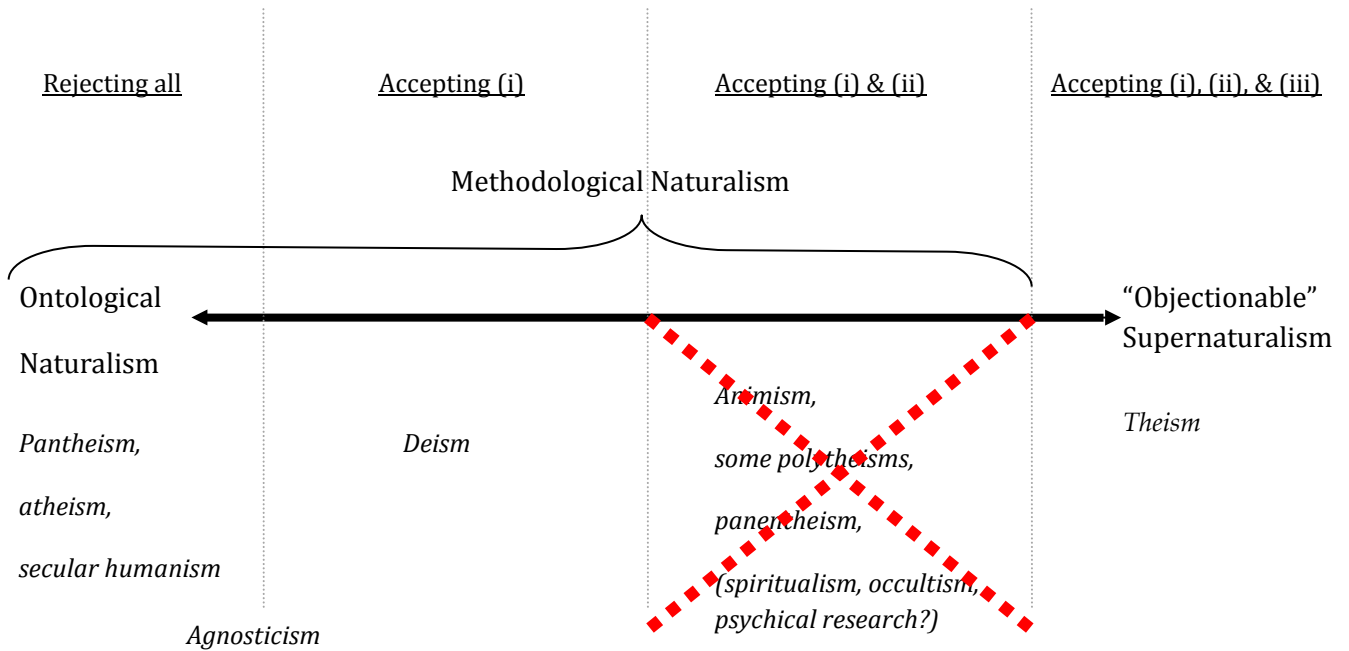 Rejecting all
Accepting (i)
Accepting (i) & (ii)
Accepting (i), (ii), & (iii)
Methodological Naturalism
Ontological
Naturalism
“Objectionable”
Supernaturalism
Pantheism,
atheism,
secular humanism
Agnosticism
Deism
Animism,
some polytheisms,
panentheism,
(spiritualism, occultism,
psychical research?)
Theism